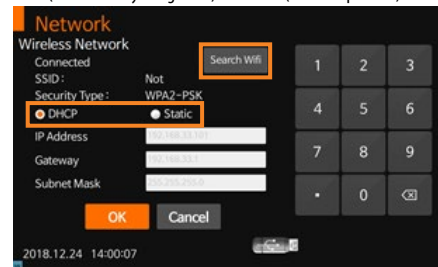 Network
Wireless Network
Connected
Search Wifi
SSID : Not
Security Type : WPA2-PSK
DHCP Static
IP Address 192.168.33.101
Gateway 192.168.33.1
Subnet Mask 255.255.255.0
OK Cancel
1 2 3
4 5 6
7 8 9
. 0
2018.12.24 14:00:07